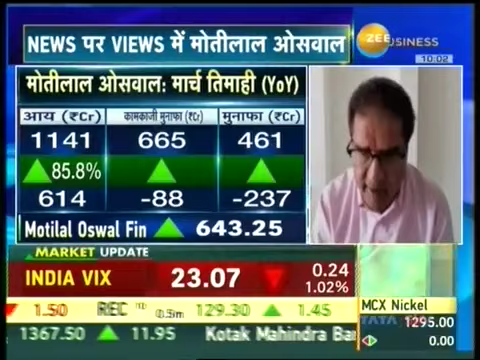 NEWS पर VIEWS में मोतीलाल ओसवाल
ZEE BUSINESS
10:02
मोतीलाल ओसवाल: मार्च तिमाही (YoY)
आय (₹Cr) कामकाजी मुनाफा (₹Cr) मुनाफा (₹Cr)
1141 665 461
85.8%
614 -88 -237
Motilal Oswal Fin 643.25
MARKET UPDATE
INDIA VIX 23.07 0.24
1.02%
1.50 REC 129.30 1.45
MCX Nickel
1295.00
0.00
1367.50 11.95 Kotak Mahindra Ban